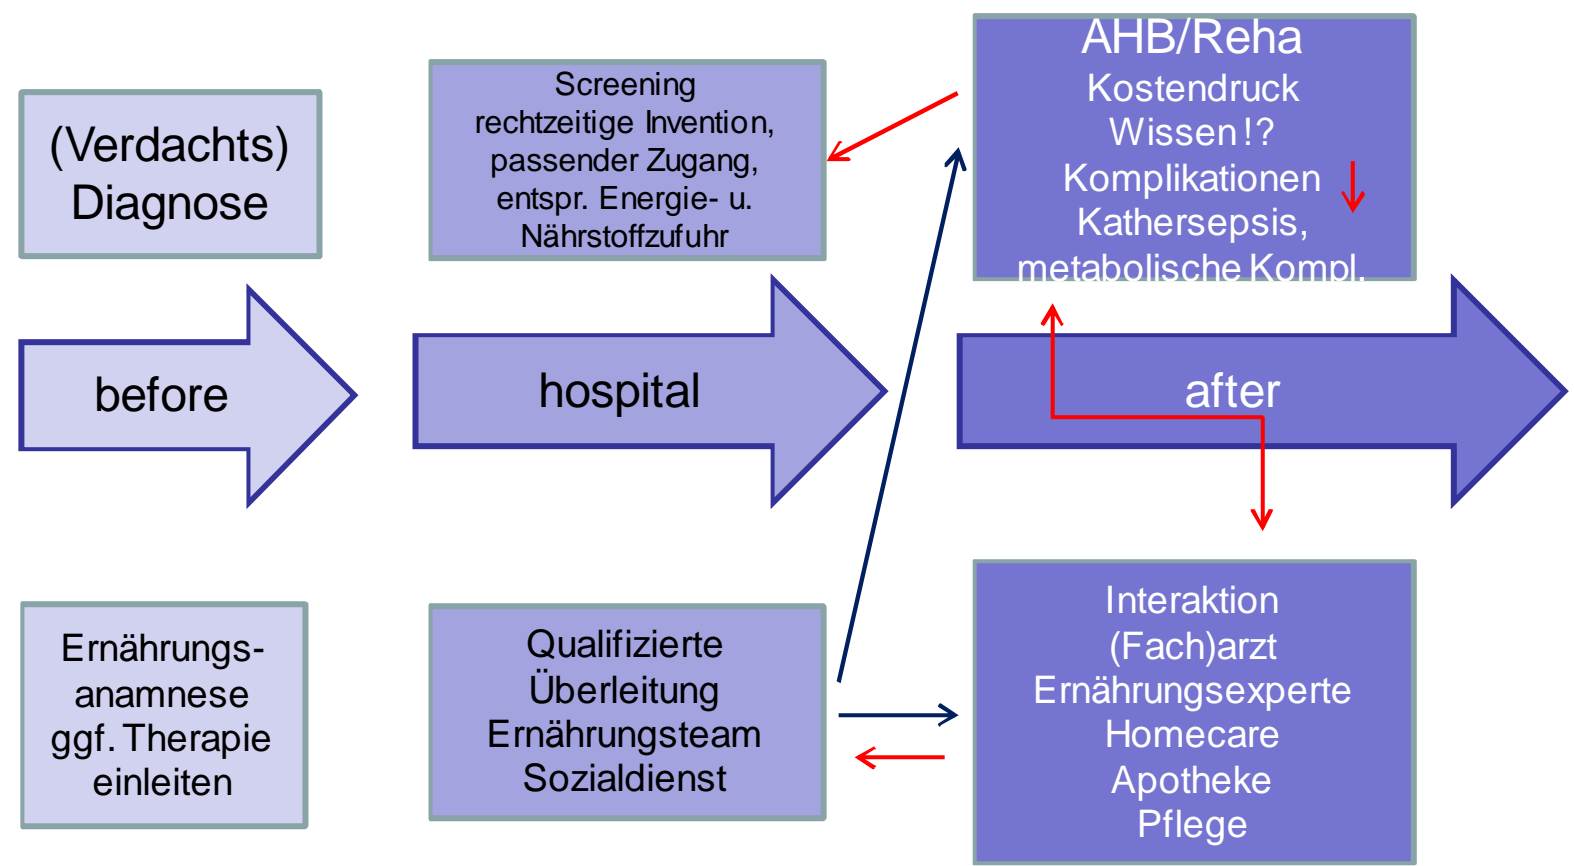 (Verdachts)
Diagnose
Screening
rechtzeitige Invention,
passender Zugang,
entspr. Energie- u.
Nährstoffzufuhr
AHB/Reha
Kostendruck
Wissen!?
Komplikationen
Kathersepsis,
metabolische Kompl.
before
hospital
after
Ernährungs-
anamnese
ggf. Therapie
einleiten
Qualifizierte
Überleitung
Ernährungsteam
Sozialdienst
Interaktion
(Fach)arzt
Ernährungsexperte
Homecare
Apotheke
Pflege